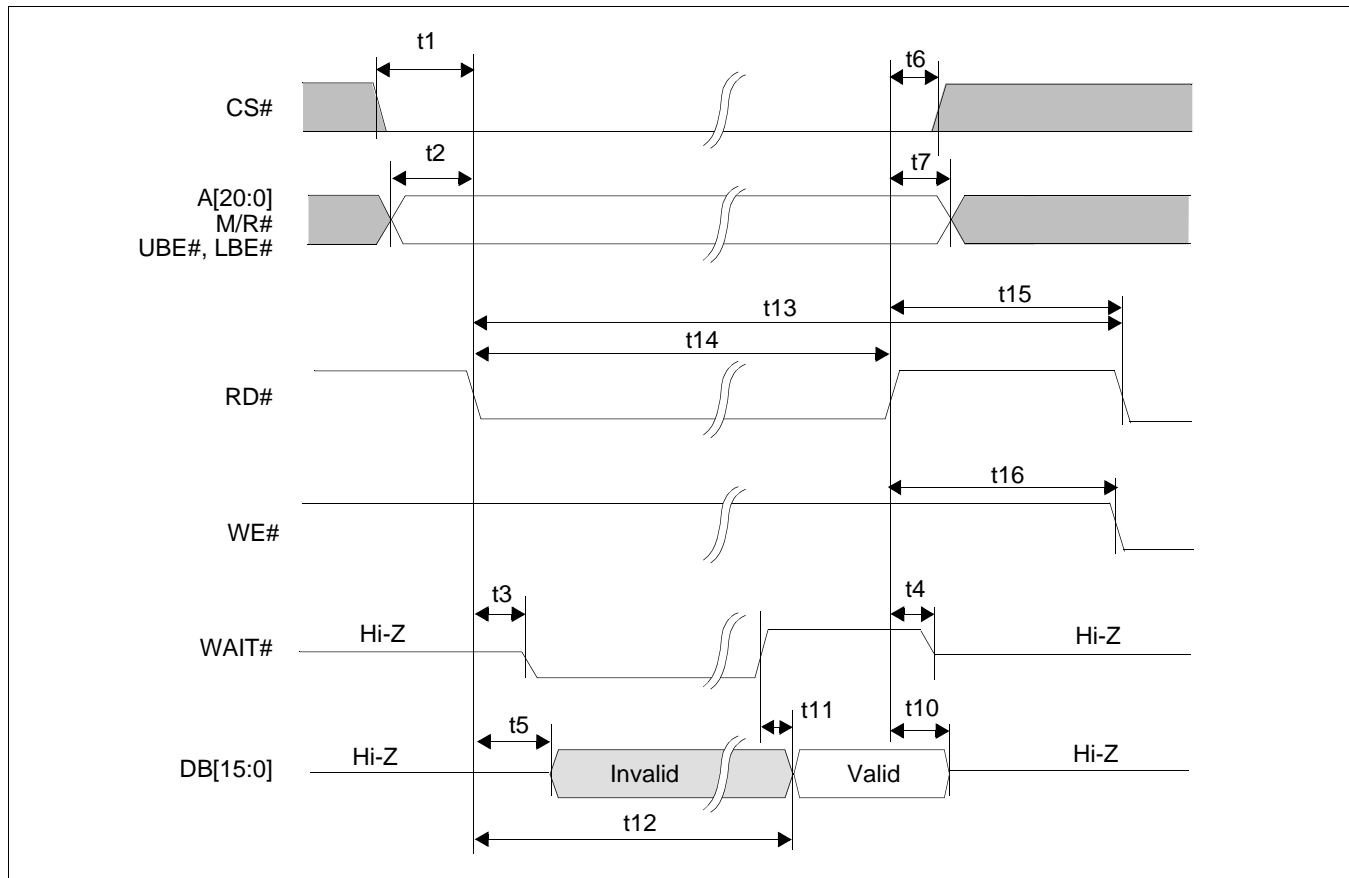 t1
t6
CS#
t2
t7
A[20:0]
M/R#
UBE#, LBE#
t15
t13
t14
RD#
t16
WE#
t3
t4
Hi-Z
Hi-Z
WAIT#
t11
t10
t5
Hi-Z
Hi-Z
DB[15:0]
Invalid
Valid
t12